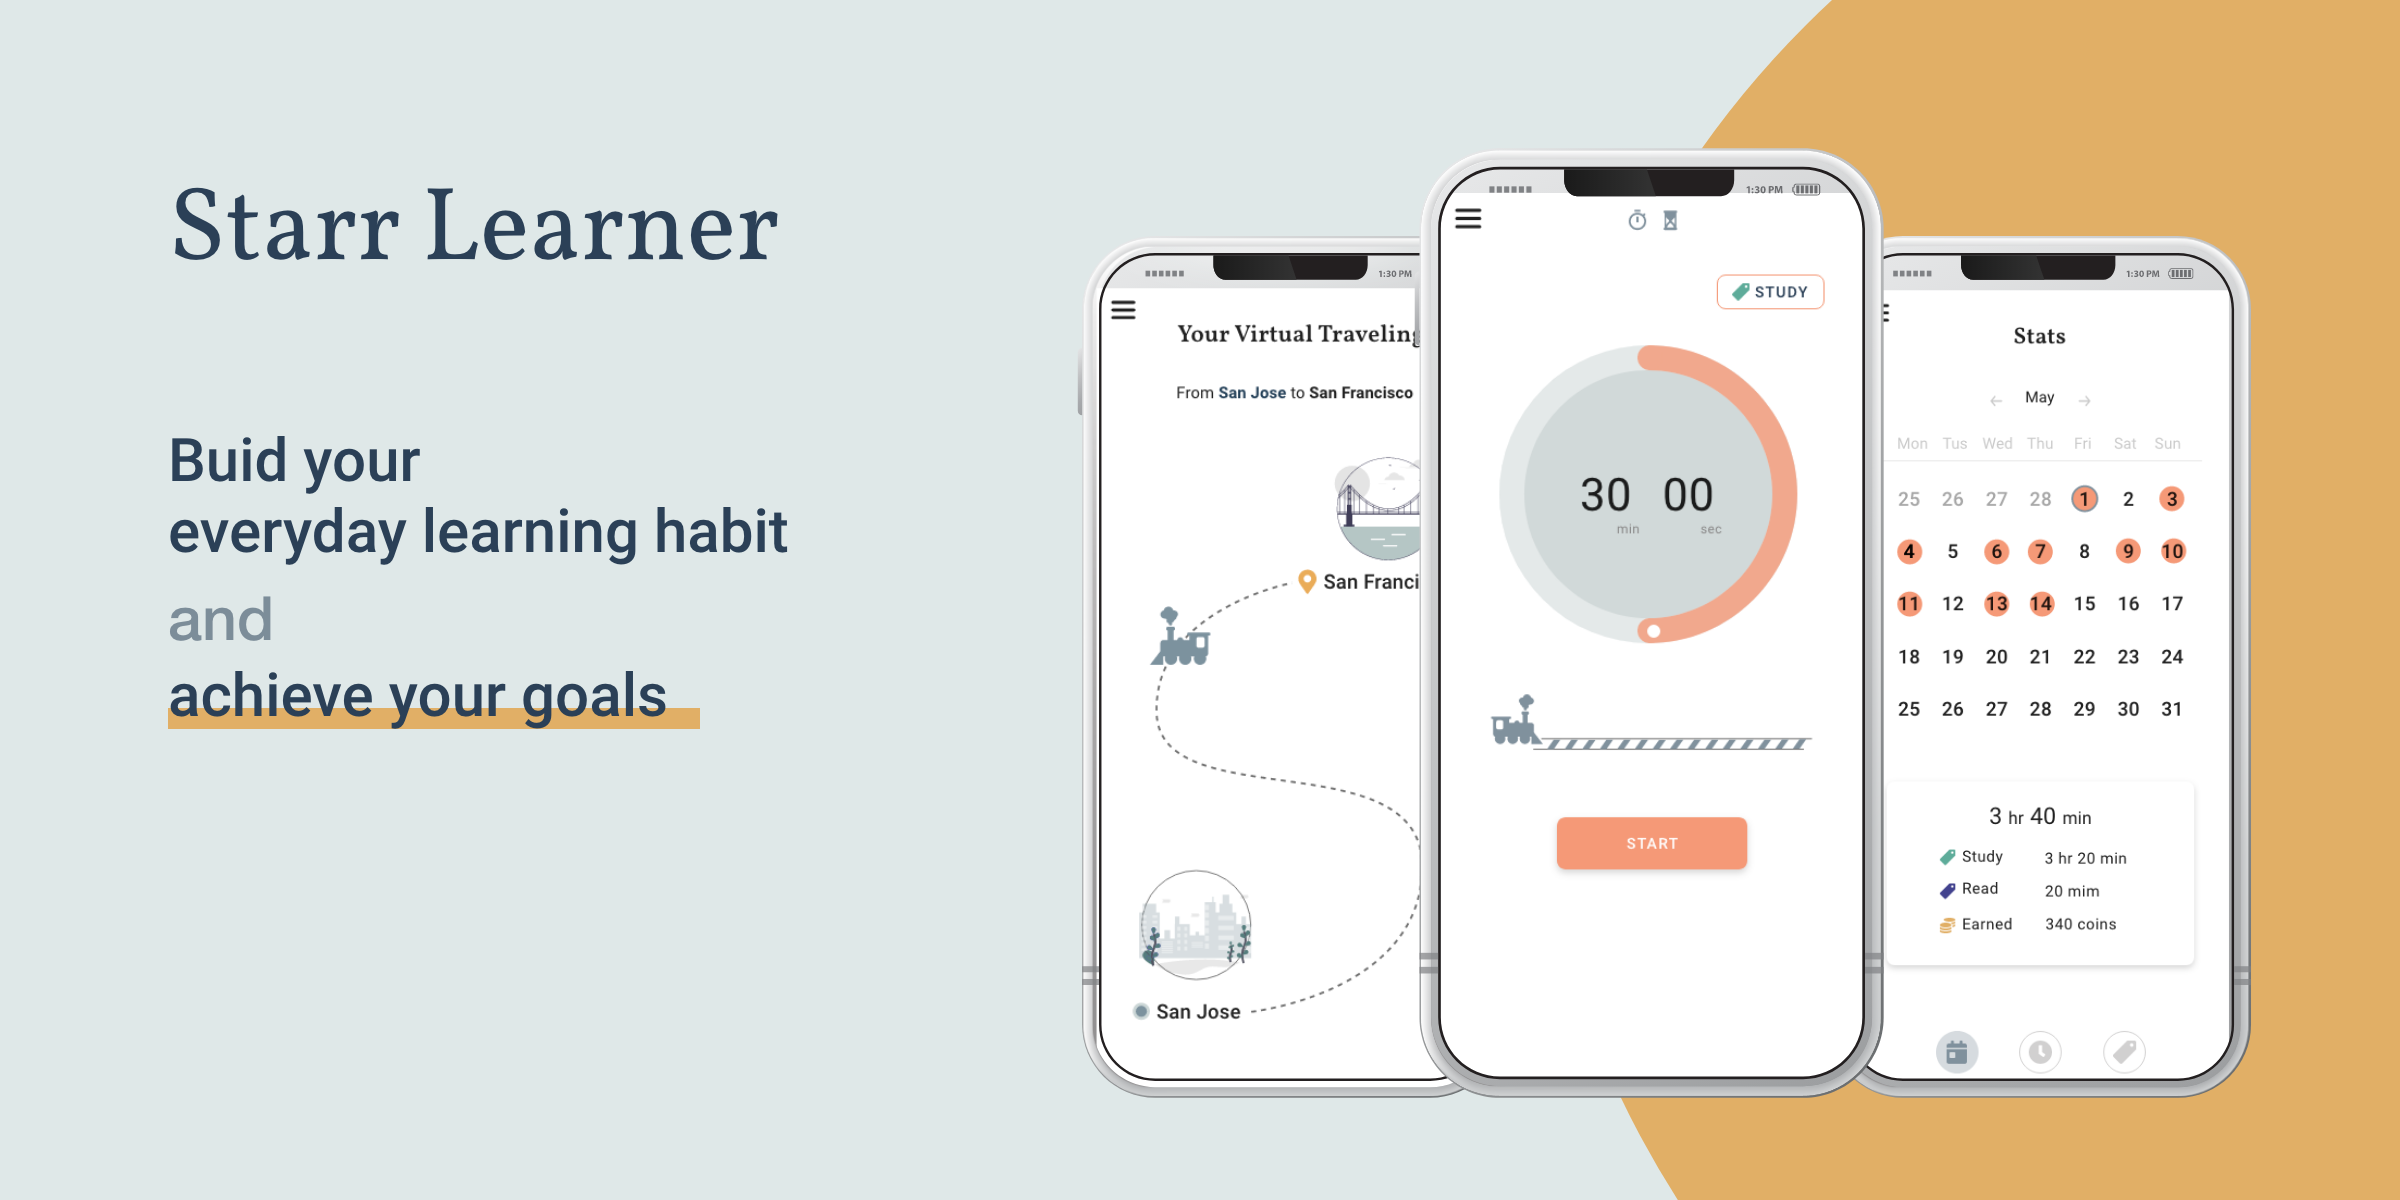 Starr Learner
Buid your
everyday learning habit
and
achieve your goals
1:30 PM
Your Virtual Traveling
From San Jose to San Francisco
San Franci
San Jose
1:30 PM
STUDY
30 00
min sec
START
1:30 PM
Stats
← May →
Mon Tus Wed Thu Fri Sat Sun
25 26 27 28 1 2 3
4 5 6 7 8 9 10
11 12 13 14 15 16 17
18 19 20 21 22 23 24
25 26 27 28 29 30 31
3 hr 40 min
Study 3 hr 20 min
Read 20 mim
Earned 340 coins